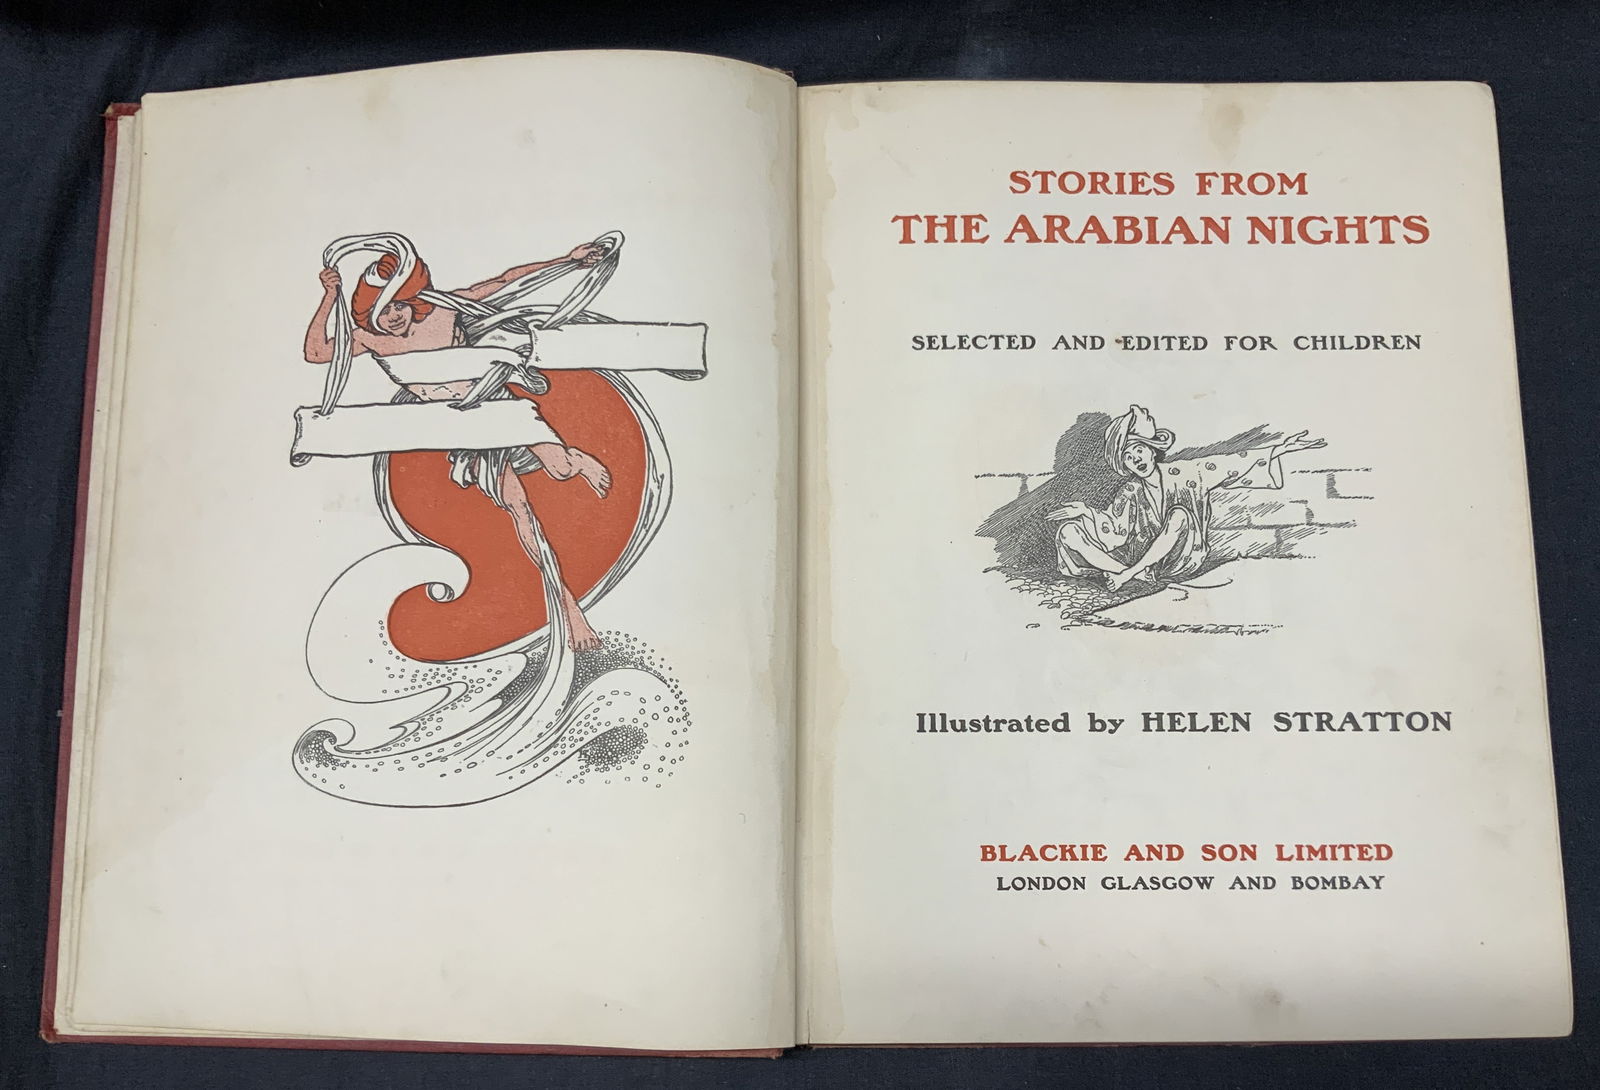 STORIES FROM
THE ARABIAN NIGHTS
SELECTED AND EDITED FOR CHILDREN
Illustrated by HELEN STRATTON
BLACKIE AND SON LIMITED
LONDON GLASGOW AND BOMBAY